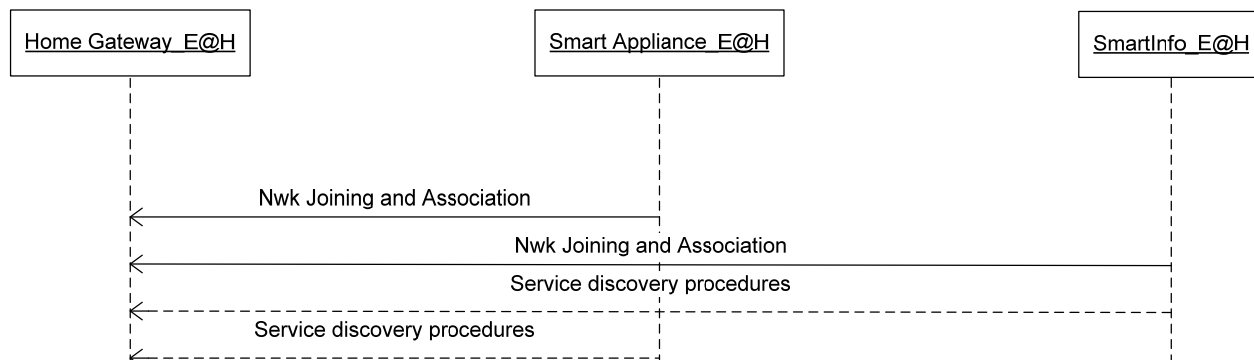 Home Gateway_E@H
Smart Appliance_E@H
SmartInfo_E@H
Nwk Joining and Association
Nwk Joining and Association
Service discovery procedures
Service discovery procedures